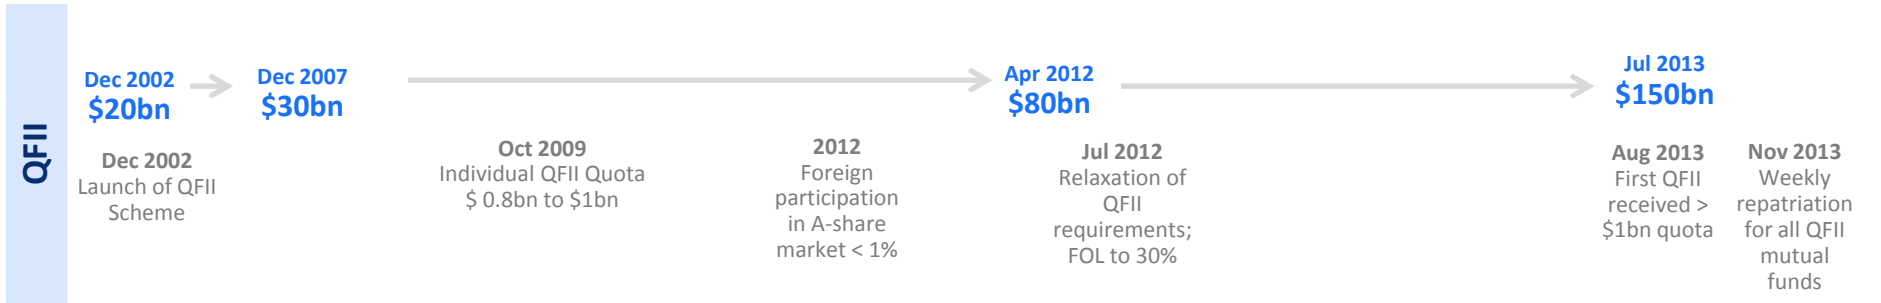 QFII
Dec 2002
$20bn
Dec 2002
Launch of QFII
Scheme
Dec 2007
$30bn
Oct 2009
Individual QFII Quota
$ 0.8bn to $1bn
2012
Foreign
participation
in A-share
market < 1%
Apr 2012
$80bn
Jul 2012
Relaxation of
QFII
requirements;
FOL to 30%
Jul 2013
$150bn
Aug 2013
First QFII
received >
$1bn quota
Nov 2013
Weekly
repatriation
for all QFII
mutual
funds